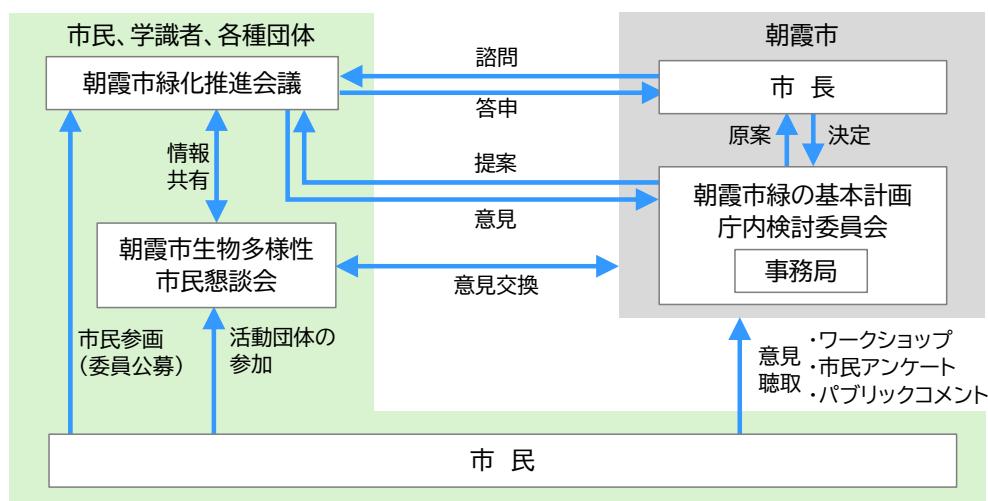 市民、学識者、各種団体
朝霞市
朝霞市緑化推進会議
諮問
答申
市 長
原案
決定
情報
共有
提案
意見
朝霞市緑の基本計画
庁内検討委員会
事務局
朝霞市生物多様性
市民懇談会
意見交換
市民参画
（委員公募）
活動団体の
参加
意見
聴取
・ワークショップ
・市民アンケート
・パブリックコメント
市 民